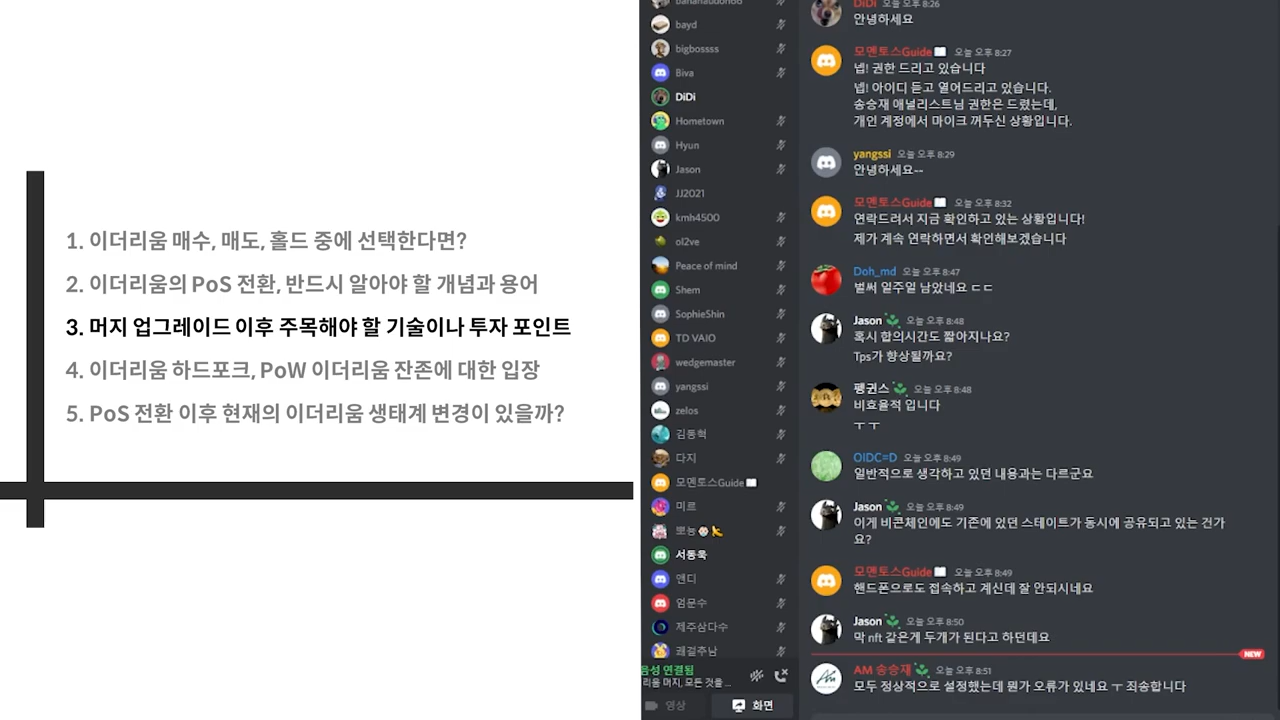 1. 이더리움 매수, 매도, 홀드 중에 선택한다면?
2. 이더리움의 PoS 전환, 반드시 알아야 할 개념과 용어
3. 머지 업그레이드 이후 주목해야 할 기술이나 투자 포인트
4. 이더리움 하드포크, PoW 이더리움 잔존에 대한 입장
5. PoS 전환 이후 현재의 이더리움 생태계 변경이 있을까?
bayd
bigbossss
Biva
DiDi
Hometown
Hyun
Jason
JJ2021
kmh4500
ol2ve
Peace of mind
Shem
SophieShin
TD VAIO
wedgemaster
yangssi
zelos
김동혁
다지
모멘토스Guide
미르
뽀뇽
서동욱
앤디
엄문수
제주삼다수
퀘걸추남
음성 연결됨
리움 머지, 모든 것을 ...
영상
화면
DiDi 오늘 오후 8:26
안녕하세요
모멘토스Guide 오늘 오후 8:27
넵! 권한 드리고 있습니다
넵! 아이디 듣고 열어드리고 있습니다.
송승재 애널리스트님 권한은 드렸는데,
개인 계정에서 마이크 꺼두신 상황입니다.
yangssi 오늘 오후 8:29
안녕하세요--
모멘토스Guide 오늘 오후 8:32
연락드려서 지금 확인하고 있는 상황입니다!
제가 계속 연락하면서 확인해보겠습니다
Doh_md 오늘 오후 8:47
벌써 일주일 남았네요 ㄷㄷ
Jason 오늘 오후 8:48
혹시 합의시간도 짧아지나요?
Tps가 향상될까요?
펭귄스 오늘 오후 8:48
비효율적 입니다
ㅜㅜ
OIDC=D 오늘 오후 8:49
일반적으로 생각하고 있던 내용과는 다르군요
Jason 오늘 오후 8:49
이게 비콘체인에도 기존에 있던 스테이트가 동시에 공유되고 있는 건가
요?
모멘토스Guide 오늘 오후 8:49
핸드폰으로도 접속하고 계신데 잘 안되시네요
Jason 오늘 오후 8:50
막 nft 같은게 두개가 된다고 하던데요
NEW
AM 송승재 오늘 오후 8:51
모두 정상적으로 설정했는데 뭔가 오류가 있네요 ㅜ 죄송합니다